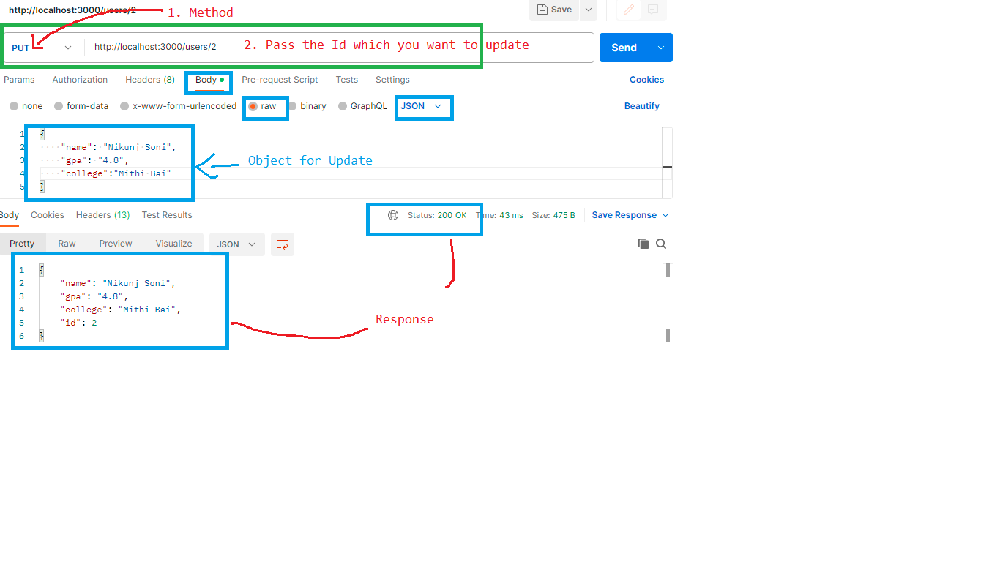 http://localhost:3000/users/2
1. Method
Save
PUT
http://localhost:3000/users/2
2. Pass the Id which you want to update
Send
Params Authorization Headers (8) Body Pre-request Script Tests Settings Cookies
none form-data x-www-form-urlencoded raw binary GraphQL JSON Beautify
1 {
2 "name": "Nikunj Soni",
3 "gpa": "4.8",
4 "college":"Mithi Bai"
5 }
Object for Update
Body Cookies Headers (13) Test Results Status: 200 OK Time: 43 ms Size: 475 B Save Response
Pretty Raw Preview Visualize JSON
1 {
2 "name": "Nikunj Soni",
3 "gpa": "4.8",
4 "college": "Mithi Bai",
5 "id": 2
6 }
Response